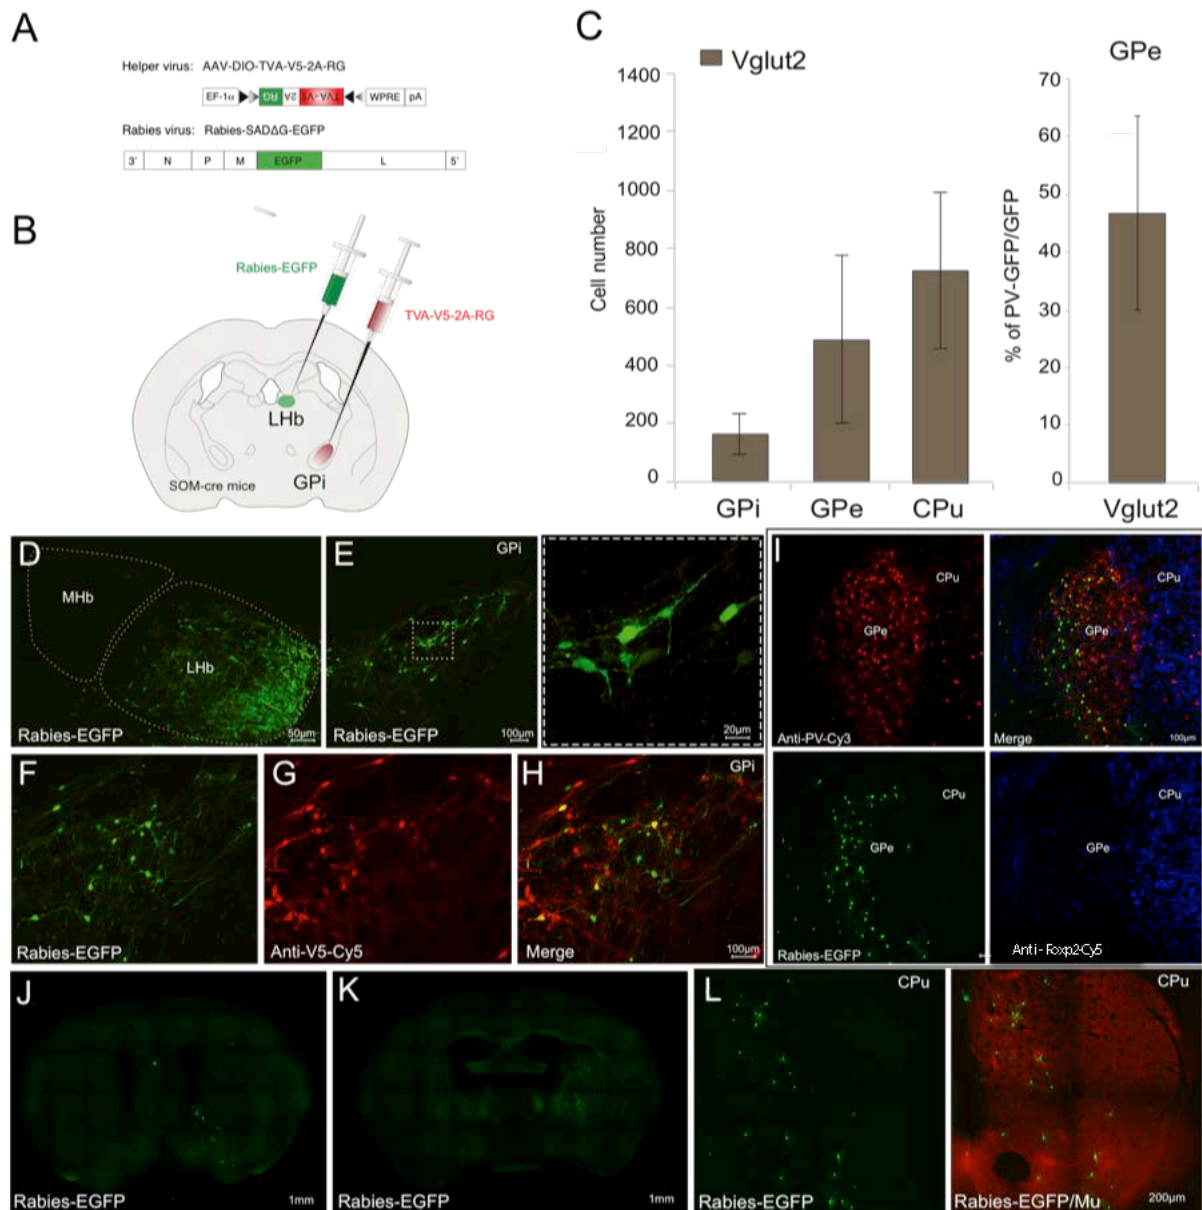 A
Helper virus: AAV-DIO-TVA-V5-2A-RG
EF-1α RG 2A TVA-V5 WPRE pA
Rabies virus: Rabies-SADΔG-EGFP
3' N P M EGFP L 5'
B
Rabies-EGFP
TVA-V5-2A-RG
LHb
GPi
SOM-cre mice
C
Vglut2
1400
1200
1000
800
600
400
200
0
Cell number
GPi GPe CPu
GPe
70
60
50
40
30
20
10
0
% of PV-GFP/GFP
Vglut2
D
MHb
LHb
Rabies-EGFP
50µm
E
GPi
Rabies-EGFP
100µm
20µm
I
CPu
GPe
Anti-PV-Cy3
CPu
GPe
Merge
100µm
F
Rabies-EGFP
G
Anti-V5-Cy5
H
GPi
Merge
100µm
CPu
GPe
Rabies-EGFP
CPu
GPe
Anti-Foxp2-Cy5
J
Rabies-EGFP
1mm
K
Rabies-EGFP
1mm
L
CPu
Rabies-EGFP
CPu
Rabies-EGFP/Mu
200µm